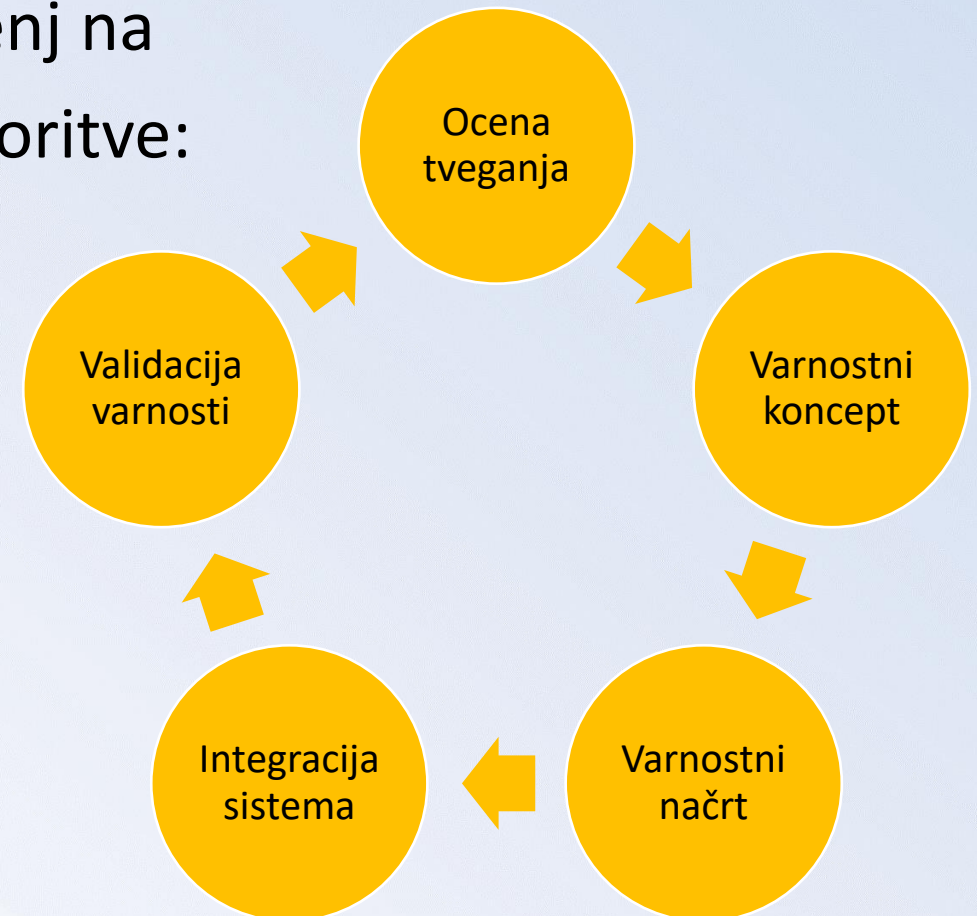 enj na
oritve:
Ocena
tveganja
Varnostni
koncept
Varnostni
načrt
Integracija
sistema
Validacija
varnosti